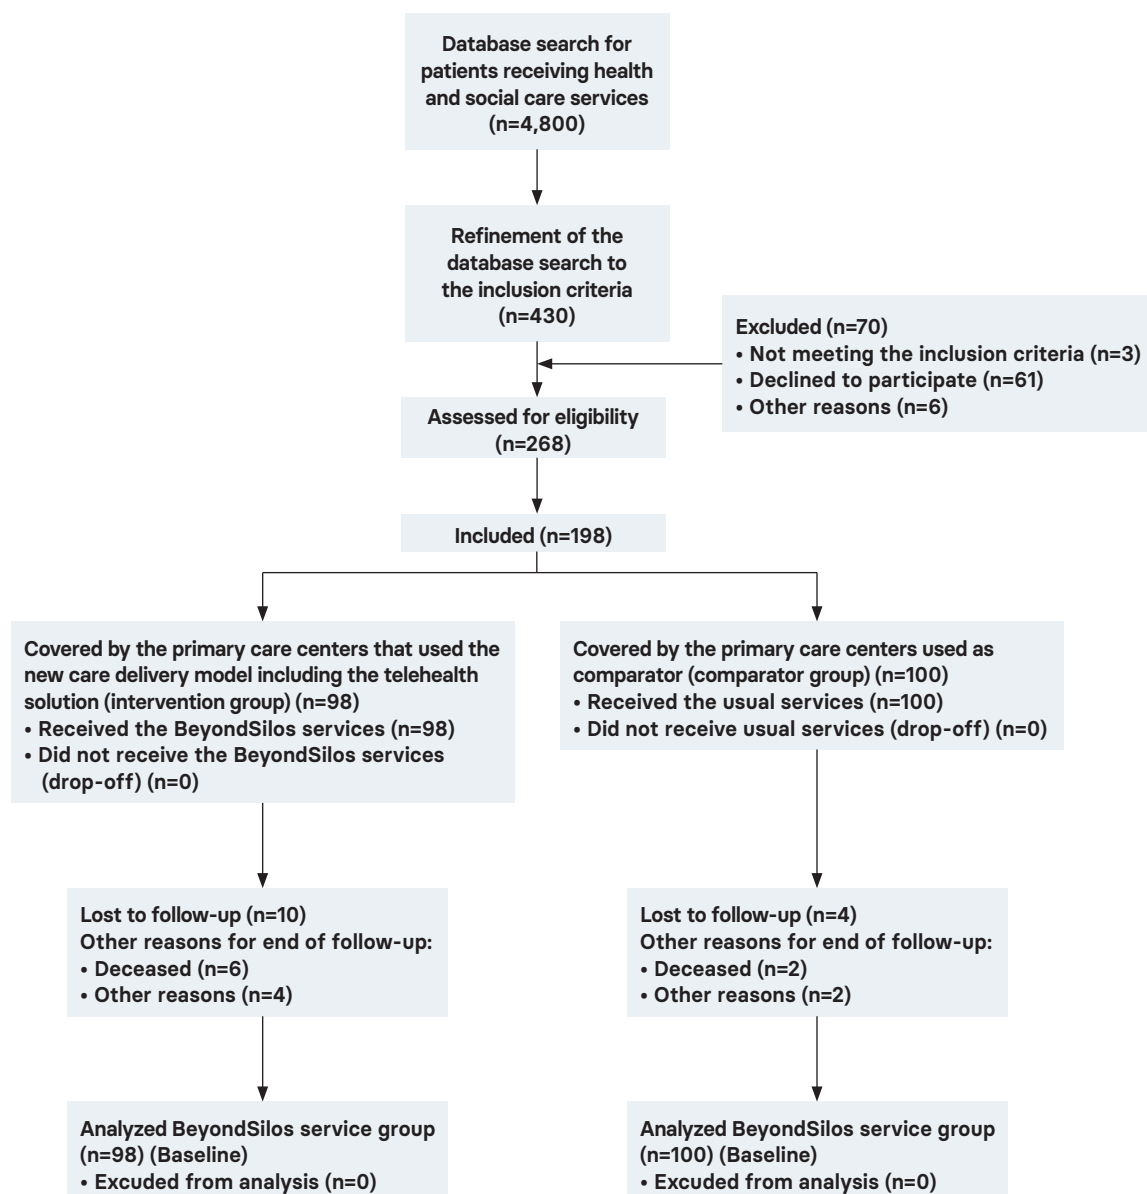 Database search for
patients receiving health
and social care services
(n=4,800)
Refinement of the
database search to
the inclusion criteria
(n=430)
Excluded (n=70)
• Not meeting the inclusion criteria (n=3)
• Declined to participate (n=61)
• Other reasons (n=6)
Assessed for eligibility
(n=268)
Included (n=198)
Covered by the primary care centers that used the
new care delivery model including the telehealth
solution (intervention group) (n=98)
• Received the BeyondSilos services (n=98)
• Did not receive the BeyondSilos services
(drop-off) (n=0)
Covered by the primary care centers used as
comparator (comparator group) (n=100)
• Received the usual services (n=100)
• Did not receive usual services (drop-off) (n=0)
Lost to follow-up (n=10)
Other reasons for end of follow-up:
• Deceased (n=6)
• Other reasons (n=4)
Lost to follow-up (n=4)
Other reasons for end of follow-up:
• Deceased (n=2)
• Other reasons (n=2)
Analyzed BeyondSilos service group
(n=98) (Baseline)
• Excuded from analysis (n=0)
Analyzed BeyondSilos service group
(n=100) (Baseline)
• Excuded from analysis (n=0)